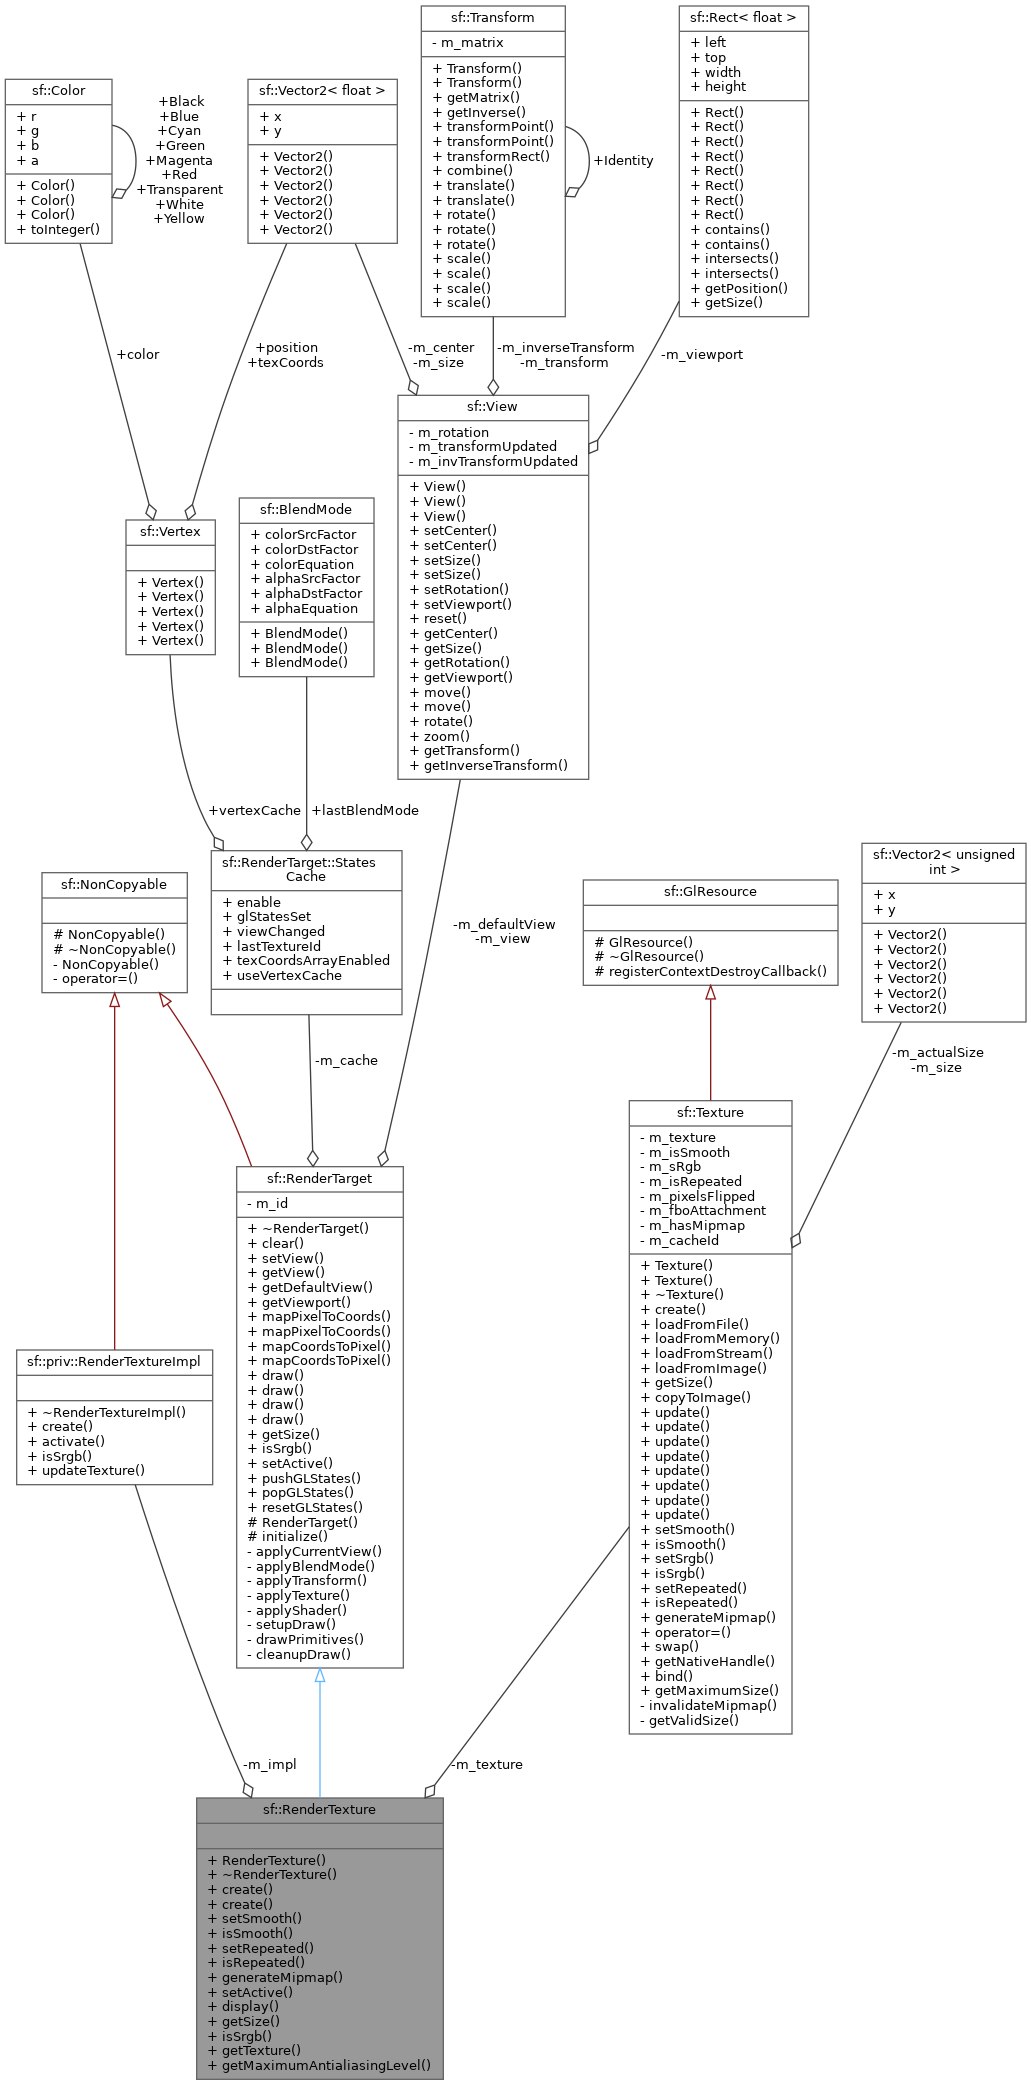 sf::Transform
- m_matrix
+ Transform()
+ Transform()
+ getMatrix()
+ getInverse()
+ transformPoint()
+ transformPoint()
+ transformRect()
+ combine()
+ translate()
+ translate()
+ rotate()
+ rotate()
+ rotate()
+ scale()
+ scale()
+ scale()
+ scale()
+Identity
sf::Rect< float >
+ left
+ top
+ width
+ height
+ Rect()
+ Rect()
+ Rect()
+ Rect()
+ Rect()
+ Rect()
+ Rect()
+ Rect()
+ contains()
+ contains()
+ intersects()
+ intersects()
+ getPosition()
+ getSize()
sf::Color
+ r
+ g
+ b
+ a
+ Color()
+ Color()
+ Color()
+ toInteger()
+Black
+Blue
+Cyan
+Green
+Magenta
+Red
+Transparent
+White
+Yellow
sf::Vector2< float >
+ x
+ y
+ Vector2()
+ Vector2()
+ Vector2()
+ Vector2()
+ Vector2()
+ Vector2()
+color
+position
+texCoords
-m_center
-m_size
-m_inverseTransform
-m_transform
-m_viewport
sf::View
- m_rotation
- m_transformUpdated
- m_invTransformUpdated
+ View()
+ View()
+ View()
+ setCenter()
+ setCenter()
+ setSize()
+ setSize()
+ setRotation()
+ setViewport()
+ reset()
+ getCenter()
+ getSize()
+ getRotation()
+ getViewport()
+ move()
+ move()
+ rotate()
+ zoom()
+ getTransform()
+ getInverseTransform()
sf::BlendMode
+ colorSrcFactor
+ colorDstFactor
+ colorEquation
+ alphaSrcFactor
+ alphaDstFactor
+ alphaEquation
+ BlendMode()
+ BlendMode()
+ BlendMode()
sf::Vertex
+ Vertex()
+ Vertex()
+ Vertex()
+ Vertex()
+ Vertex()
+vertexCache
+lastBlendMode
sf::RenderTarget::States
Cache
+ enable
+ glStatesSet
+ viewChanged
+ lastTextureId
+ texCoordsArrayEnabled
+ useVertexCache
sf::NonCopyable
# NonCopyable()
# ~NonCopyable()
- NonCopyable()
- operator=()
-m_defaultView
-m_view
-m_cache
sf::GlResource
# GlResource()
# ~GlResource()
# registerContextDestroyCallback()
sf::Vector2< unsigned
int >
+ x
+ y
+ Vector2()
+ Vector2()
+ Vector2()
+ Vector2()
+ Vector2()
+ Vector2()
-m_actualSize
-m_size
sf::Texture
- m_texture
- m_isSmooth
- m_sRgb
- m_isRepeated
- m_pixelsFlipped
- m_fboAttachment
- m_hasMipmap
- m_cacheId
+ Texture()
+ Texture()
+ ~Texture()
+ create()
+ loadFromFile()
+ loadFromMemory()
+ loadFromStream()
+ loadFromImage()
+ getSize()
+ copyToImage()
+ update()
+ update()
+ update()
+ update()
+ update()
+ update()
+ update()
+ update()
+ setSmooth()
+ isSmooth()
+ setSrgb()
+ isSrgb()
+ setRepeated()
+ isRepeated()
+ generateMipmap()
+ operator=()
+ swap()
+ getNativeHandle()
+ bind()
+ getMaximumSize()
- invalidateMipmap()
- getValidSize()
sf::RenderTarget
- m_id
+ ~RenderTarget()
+ clear()
+ setView()
+ getView()
+ getDefaultView()
+ getViewport()
+ mapPixelToCoords()
+ mapPixelToCoords()
+ mapCoordsToPixel()
+ mapCoordsToPixel()
+ draw()
+ draw()
+ draw()
+ draw()
+ getSize()
+ isSrgb()
+ setActive()
+ pushGLStates()
+ popGLStates()
+ resetGLStates()
# RenderTarget()
# initialize()
- applyCurrentView()
- applyBlendMode()
- applyTransform()
- applyTexture()
- applyShader()
- setupDraw()
- drawPrimitives()
- cleanupDraw()
sf::priv::RenderTextureImpl
+ ~RenderTextureImpl()
+ create()
+ activate()
+ isSrgb()
+ updateTexture()
-m_impl
-m_texture
sf::RenderTexture
+ RenderTexture()
+ ~RenderTexture()
+ create()
+ create()
+ setSmooth()
+ isSmooth()
+ setRepeated()
+ isRepeated()
+ generateMipmap()
+ setActive()
+ display()
+ getSize()
+ isSrgb()
+ getTexture()
+ getMaximumAntialiasingLevel()